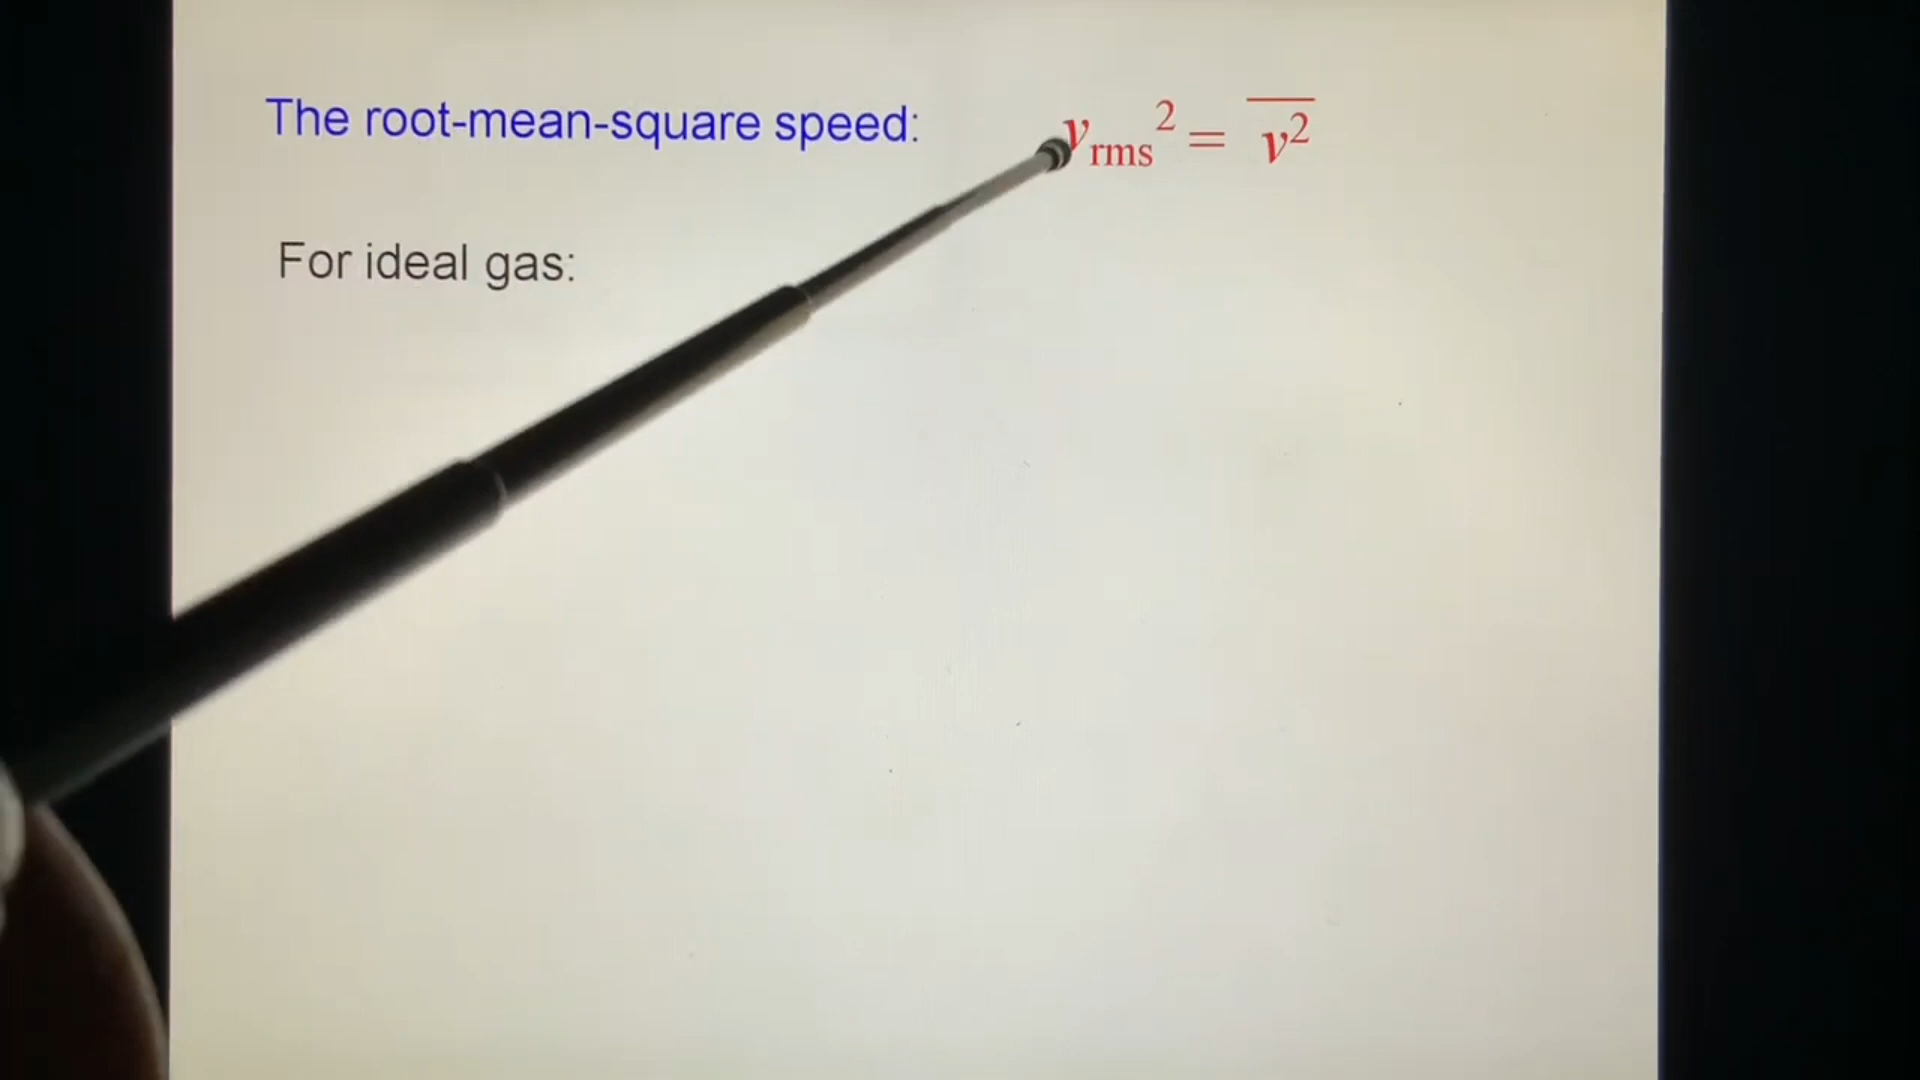 The root-mean-square speed: v_rms^2 = \overline{v^2}
For ideal gas: